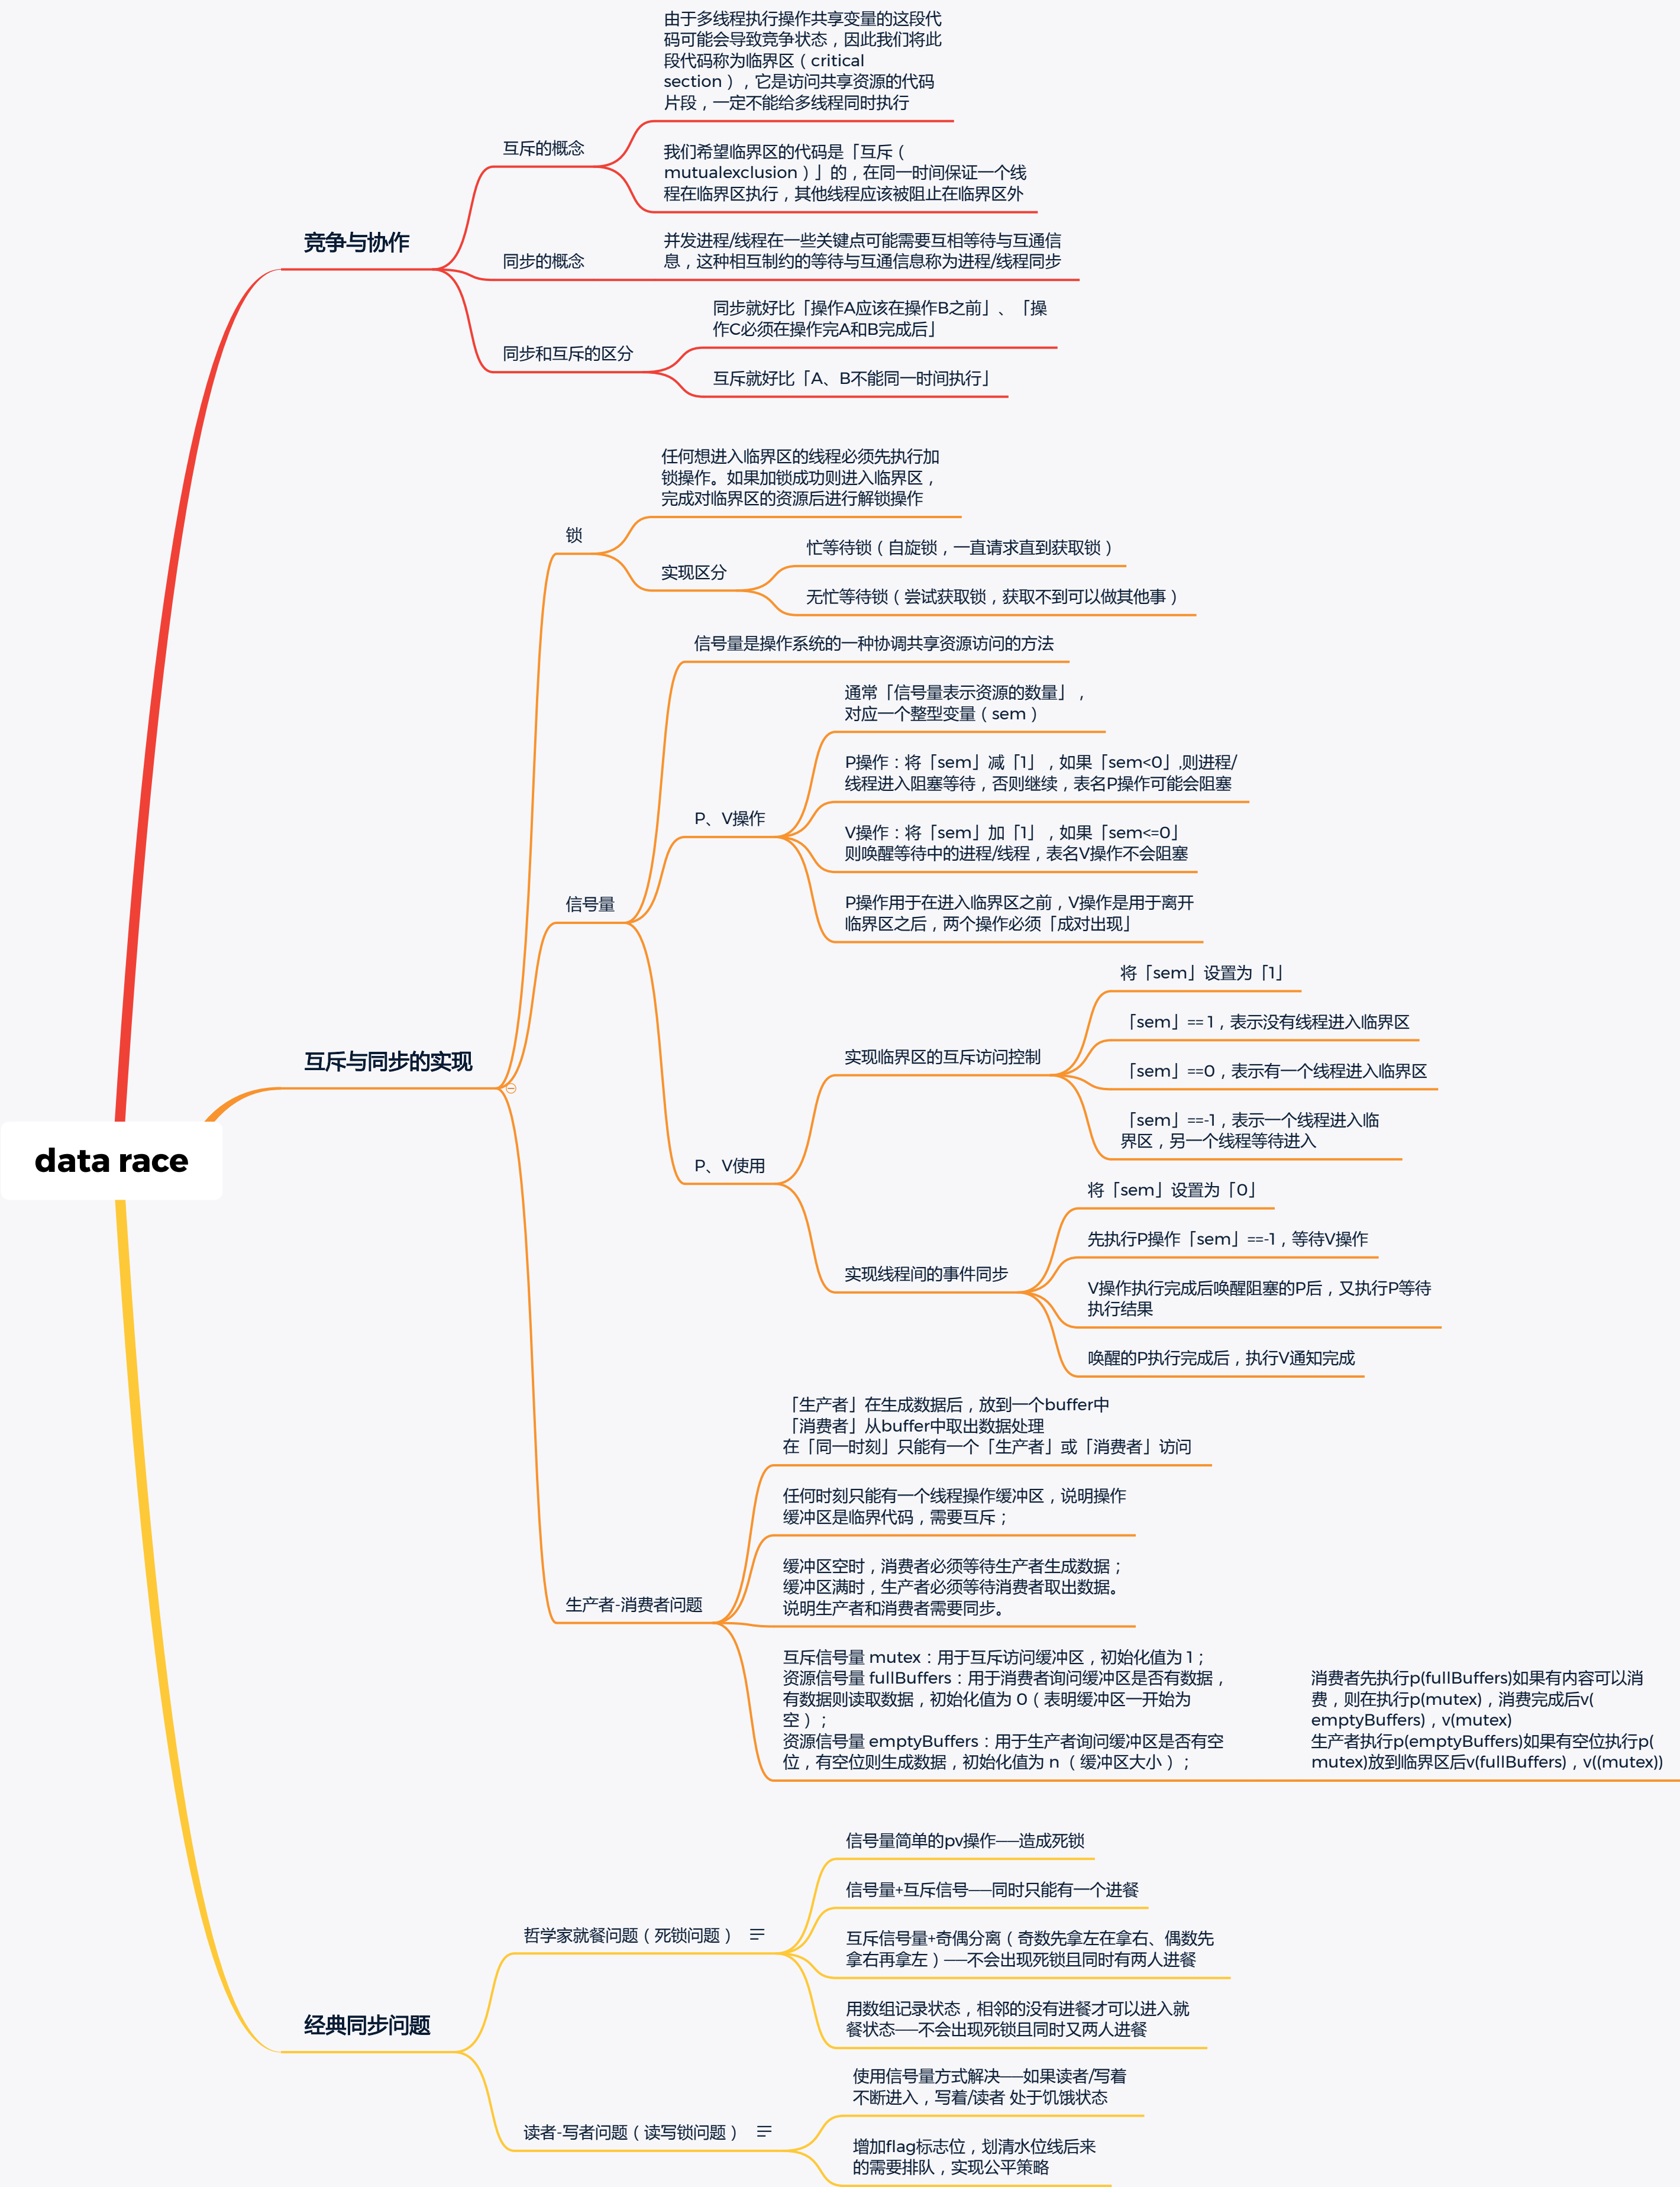 由于多线程执行操作共享变量的这段代
码可能会导致竞争状态，因此我们将此
段代码称为临界区（critical
section），它是访问共享资源的代码
片段，一定不能给多线程同时执行
互斥的概念
我们希望临界区的代码是「互斥（
mutualexclusion）」的，在同一时间保证一个线
程在临界区执行，其他线程应该被阻止在临界区外
竞争与协作
同步的概念
并发进程/线程在一些关键点可能需要互相等待与互通信
息，这种相互制约的等待与互通信息称为进程/线程同步
同步和互斥的区分
同步就好比「操作A应该在操作B之前」、「操
作C必须在操作完A和B完成后」
互斥就好比「A、B不能同一时间执行」
任何想进入临界区的线程必须先执行加
锁操作。如果加锁成功则进入临界区，
完成对临界区的资源后进行解锁操作
锁
实现区分
忙等待锁（自旋锁，一直请求直到获取锁）
无忙等待锁（尝试获取锁，获取不到可以做其他事）
信号量是操作系统的一种协调共享资源访问的方法
通常「信号量表示资源的数量」，
对应一个整型变量（sem）
P操作：将「sem」减「1」，如果「sem<0」,则进程/
线程进入阻塞等待，否则继续，表名P操作可能会阻塞
P、V操作
V操作：将「sem」加「1」，如果「sem<=0」
则唤醒等待中的进程/线程，表名V操作不会阻塞
P操作用于在进入临界区之前，V操作是用于离开
临界区之后，两个操作必须「成对出现」
信号量
将「sem」设置为「1」
「sem」== 1，表示没有线程进入临界区
实现临界区的互斥访问控制
「sem」==0，表示有一个线程进入临界区
「sem」==-1，表示一个线程进入临
界区，另一个线程等待进入
互斥与同步的实现
P、V使用
将「sem」设置为「0」
先执行P操作「sem」==-1，等待V操作
实现线程间的事件同步
V操作执行完成后唤醒阻塞的P后，又执行P等待
执行结果
唤醒的P执行完成后，执行V通知完成
data race
「生产者」在生成数据后，放到一个buffer中
「消费者」从buffer中取出数据处理
在「同一时刻」只能有一个「生产者」或「消费者」访问
任何时刻只能有一个线程操作缓冲区，说明操作
缓冲区是临界代码，需要互斥；
缓冲区空时，消费者必须等待生产者生成数据；
缓冲区满时，生产者必须等待消费者取出数据。
说明生产者和消费者需要同步。
生产者-消费者问题
互斥信号量 mutex：用于互斥访问缓冲区，初始化值为 1；
资源信号量 fullBuffers：用于消费者询问缓冲区是否有数据，
有数据则读取数据，初始化值为 0（表明缓冲区一开始为
空）；
资源信号量 emptyBuffers：用于生产者询问缓冲区是否有空
位，有空位则生成数据，初始化值为 n （缓冲区大小）；
消费者先执行p(fullBuffers)如果有内容可以消
费，则在执行p(mutex)，消费完成后v(
emptyBuffers)，v(mutex)
生产者执行p(emptyBuffers)如果有空位执行p(
mutex)放到临界区后v(fullBuffers)，v((mutex))
信号量简单的pv操作——造成死锁
信号量+互斥信号——同时只能有一个进餐
哲学家就餐问题（死锁问题）
互斥信号量+奇偶分离（奇数先拿左在拿右、偶数先
拿右再拿左）——不会出现死锁且同时有两人进餐
用数组记录状态，相邻的没有进餐才可以进入就
餐状态——不会出现死锁且同时又两人进餐
经典同步问题
使用信号量方式解决——如果读者/写着
不断进入，写着/读者 处于饥饿状态
读者-写者问题（读写锁问题）
增加flag标志位，划清水位线后来
的需要排队，实现公平策略